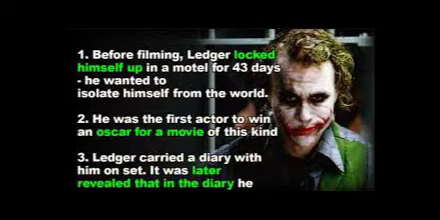 1. Before filming, Ledger locked
himself up in a motel for 43 days
- he wanted to
isolate himself from the world.
2. He was the first actor to win
an oscar for a movie of this kind
3. Ledger carried a diary with
him on set. It was later
revealed that in the diary he